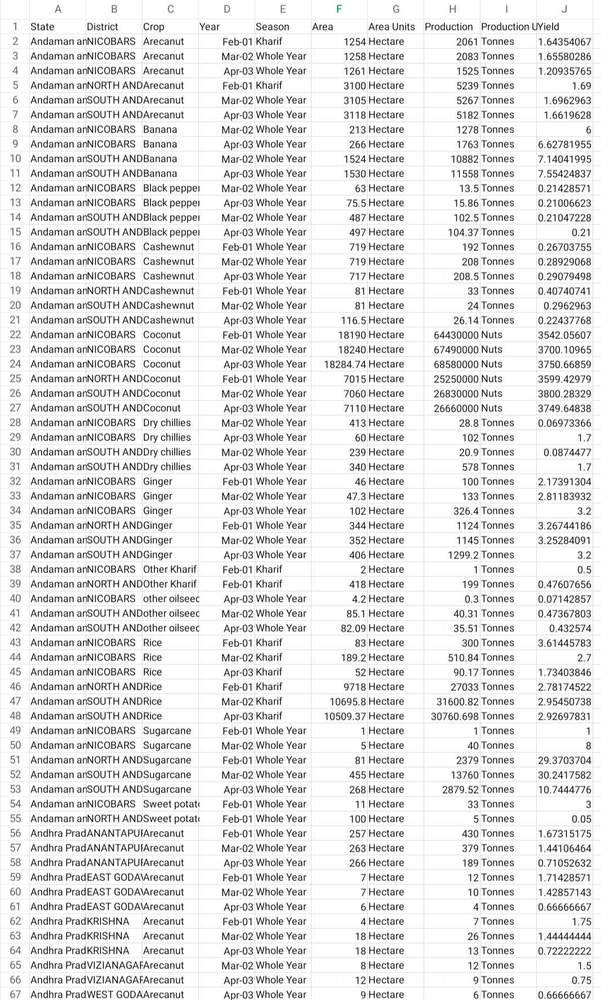 A B C D E F G H I J
1 State District Crop Year Season Area Area Units Production Production U Yield
2 Andaman an NICOBARS Arecanut Feb-01 Kharif 1254 Hectare 2061 Tonnes 1.64354067
3 Andaman an NICOBARS Arecanut Mar-02 Whole Year 1258 Hectare 2083 Tonnes 1.65580286
4 Andaman an NICOBARS Arecanut Apr-03 Whole Year 1261 Hectare 1525 Tonnes 1.20935765
5 Andaman an NORTH AND Arecanut Feb-01 Kharif 3100 Hectare 5239 Tonnes 1.69
6 Andaman an SOUTH AND Arecanut Mar-02 Whole Year 3105 Hectare 5267 Tonnes 1.6962963
7 Andaman an SOUTH AND Arecanut Apr-03 Whole Year 3118 Hectare 5182 Tonnes 1.6619628
8 Andaman an NICOBARS Banana Mar-02 Whole Year 213 Hectare 1278 Tonnes 6
9 Andaman an NICOBARS Banana Apr-03 Whole Year 266 Hectare 1763 Tonnes 6.62781955
10 Andaman an SOUTH AND Banana Mar-02 Whole Year 1524 Hectare 10882 Tonnes 7.14041995
11 Andaman an SOUTH AND Banana Apr-03 Whole Year 1530 Hectare 11558 Tonnes 7.55424837
12 Andaman an NICOBARS Black pepper Mar-02 Whole Year 63 Hectare 13.5 Tonnes 0.21428571
13 Andaman an NICOBARS Black pepper Apr-03 Whole Year 75.5 Hectare 15.86 Tonnes 0.21006623
14 Andaman an SOUTH AND Black pepper Mar-02 Whole Year 487 Hectare 102.5 Tonnes 0.21047228
15 Andaman an SOUTH AND Black pepper Apr-03 Whole Year 497 Hectare 104.37 Tonnes 0.21
16 Andaman an NICOBARS Cashewnut Feb-01 Whole Year 719 Hectare 192 Tonnes 0.26703755
17 Andaman an NICOBARS Cashewnut Mar-02 Whole Year 719 Hectare 208 Tonnes 0.28929068
18 Andaman an NICOBARS Cashewnut Apr-03 Whole Year 717 Hectare 208.5 Tonnes 0.29079498
19 Andaman an NORTH AND Cashewnut Feb-01 Whole Year 81 Hectare 33 Tonnes 0.40740741
20 Andaman an SOUTH AND Cashewnut Mar-02 Whole Year 81 Hectare 24 Tonnes 0.2962963
21 Andaman an SOUTH AND Cashewnut Apr-03 Whole Year 116.5 Hectare 26.14 Tonnes 0.22437768
22 Andaman an NICOBARS Coconut Feb-01 Whole Year 18190 Hectare 64430000 Nuts 3542.05607
23 Andaman an NICOBARS Coconut Mar-02 Whole Year 18240 Hectare 67490000 Nuts 3700.10965
24 Andaman an NICOBARS Coconut Apr-03 Whole Year 18284.74 Hectare 68580000 Nuts 3750.66859
25 Andaman an NORTH AND Coconut Feb-01 Whole Year 7015 Hectare 25250000 Nuts 3599.42979
26 Andaman an SOUTH AND Coconut Mar-02 Whole Year 7060 Hectare 26830000 Nuts 3800.28329
27 Andaman an SOUTH AND Coconut Apr-03 Whole Year 7110 Hectare 26660000 Nuts 3749.64838
28 Andaman an NICOBARS Dry chillies Mar-02 Whole Year 413 Hectare 28.8 Tonnes 0.06973366
29 Andaman an NICOBARS Dry chillies Apr-03 Whole Year 60 Hectare 102 Tonnes 1.7
30 Andaman an SOUTH AND Dry chillies Mar-02 Whole Year 239 Hectare 20.9 Tonnes 0.0874477
31 Andaman an SOUTH AND Dry chillies Apr-03 Whole Year 340 Hectare 578 Tonnes 1.7
32 Andaman an NICOBARS Ginger Feb-01 Whole Year 46 Hectare 100 Tonnes 2.17391304
33 Andaman an NICOBARS Ginger Mar-02 Whole Year 47.3 Hectare 133 Tonnes 2.81183932
34 Andaman an NICOBARS Ginger Apr-03 Whole Year 102 Hectare 326.4 Tonnes 3.2
35 Andaman an NORTH AND Ginger Feb-01 Whole Year 344 Hectare 1124 Tonnes 3.26744186
36 Andaman an SOUTH AND Ginger Mar-02 Whole Year 352 Hectare 1145 Tonnes 3.25284091
37 Andaman an SOUTH AND Ginger Apr-03 Whole Year 406 Hectare 1299.2 Tonnes 3.2
38 Andaman an NICOBARS Other Kharif Feb-01 Kharif 2 Hectare 1 Tonnes 0.5
39 Andaman an NORTH AND Other Kharif Feb-01 Kharif 418 Hectare 199 Tonnes 0.47607656
40 Andaman an NICOBARS other oilseed Apr-03 Whole Year 4.2 Hectare 0.3 Tonnes 0.07142857
41 Andaman an SOUTH AND other oilseed Mar-02 Whole Year 85.1 Hectare 40.31 Tonnes 0.47367803
42 Andaman an SOUTH AND other oilseed Apr-03 Whole Year 82.09 Hectare 35.51 Tonnes 0.432574
43 Andaman an NICOBARS Rice Feb-01 Kharif 83 Hectare 300 Tonnes 3.61445783
44 Andaman an NICOBARS Rice Mar-02 Kharif 189.2 Hectare 510.84 Tonnes 2.7
45 Andaman an NICOBARS Rice Apr-03 Kharif 52 Hectare 90.17 Tonnes 1.73403846
46 Andaman an NORTH AND Rice Feb-01 Kharif 9718 Hectare 27033 Tonnes 2.78174522
47 Andaman an SOUTH AND Rice Mar-02 Kharif 10695.8 Hectare 31600.82 Tonnes 2.95450738
48 Andaman an SOUTH AND Rice Apr-03 Kharif 10509.37 Hectare 30760.698 Tonnes 2.92697831
49 Andaman an NICOBARS Sugarcane Feb-01 Whole Year 1 Hectare 1 Tonnes 1
50 Andaman an NICOBARS Sugarcane Mar-02 Whole Year 5 Hectare 40 Tonnes 8
51 Andaman an NORTH AND Sugarcane Feb-01 Whole Year 81 Hectare 2379 Tonnes 29.3703704
52 Andaman an SOUTH AND Sugarcane Mar-02 Whole Year 455 Hectare 13760 Tonnes 30.2417582
53 Andaman an SOUTH AND Sugarcane Apr-03 Whole Year 268 Hectare 2879.52 Tonnes 10.7444776
54 Andaman an NICOBARS Sweet potato Feb-01 Whole Year 11 Hectare 33 Tonnes 3
55 Andaman an NORTH AND Sweet potato Feb-01 Whole Year 100 Hectare 5 Tonnes 0.05
56 Andhra Prad ANANTAPUR Arecanut Feb-01 Whole Year 257 Hectare 430 Tonnes 1.67315175
57 Andhra Prad ANANTAPUR Arecanut Mar-02 Whole Year 263 Hectare 379 Tonnes 1.44106464
58 Andhra Prad ANANTAPUR Arecanut Apr-03 Whole Year 266 Hectare 189 Tonnes 0.71052632
59 Andhra Prad EAST GODAV Arecanut Feb-01 Whole Year 7 Hectare 12 Tonnes 1.71428571
60 Andhra Prad EAST GODAV Arecanut Mar-02 Whole Year 7 Hectare 10 Tonnes 1.42857143
61 Andhra Prad EAST GODAV Arecanut Apr-03 Whole Year 6 Hectare 4 Tonnes 0.66666667
62 Andhra Prad KRISHNA Arecanut Feb-01 Whole Year 4 Hectare 7 Tonnes 1.75
63 Andhra Prad KRISHNA Arecanut Mar-02 Whole Year 18 Hectare 26 Tonnes 1.44444444
64 Andhra Prad KRISHNA Arecanut Apr-03 Whole Year 18 Hectare 13 Tonnes 0.72222222
65 Andhra Prad VIZIANAGAR Arecanut Mar-02 Whole Year 8 Hectare 12 Tonnes 1.5
66 Andhra Prad VIZIANAGAR Arecanut Apr-03 Whole Year 12 Hectare 9 Tonnes 0.75
67 Andhra Prad WEST GODA Arecanut Apr-03 Whole Year 9 Hectare 6 Tonnes 0.66666667